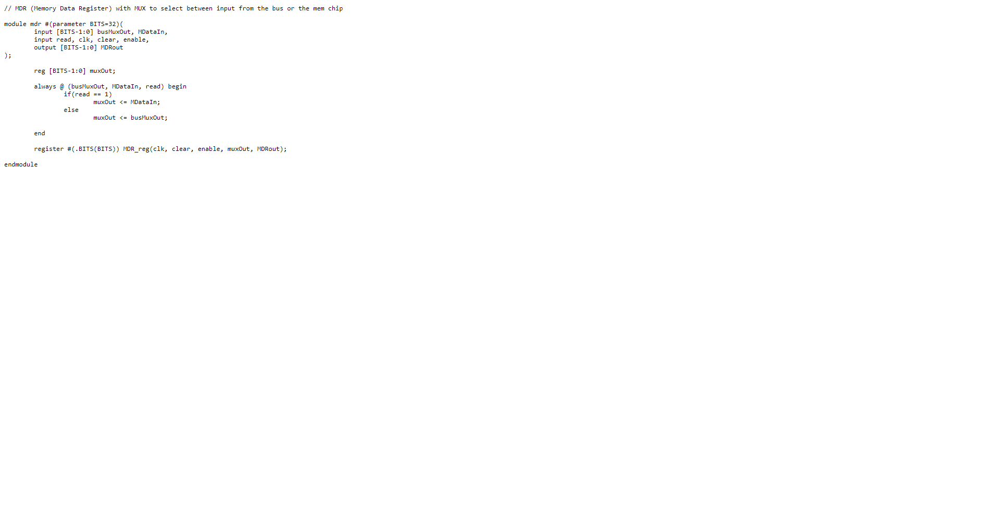 // MDR (Memory Data Register) with MUX to select between input from the bus or the mem chip

module mdr #(parameter BITS=32)(
	input [BITS-1:0] busMuxOut, MDataIn,
	input read, clk, clear, enable,
	output [BITS-1:0] MDRout
);

	reg [BITS-1:0] muxOut;

	always @ (busMuxOut, MDataIn, read) begin
		if(read == 1)
			muxOut <= MDataIn;
		else
			muxOut <= busMuxOut;

	end

	register #(.BITS(BITS)) MDR_reg(clk, clear, enable, muxOut, MDRout);

endmodule